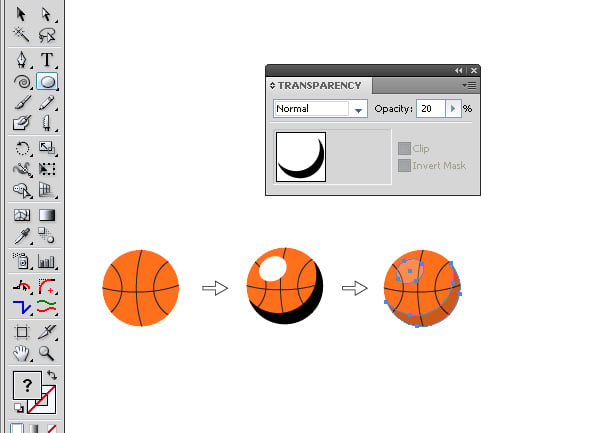 TRANSPARENCY
Normal Opacity: 20 %
Clip
Invert Mask
T
?